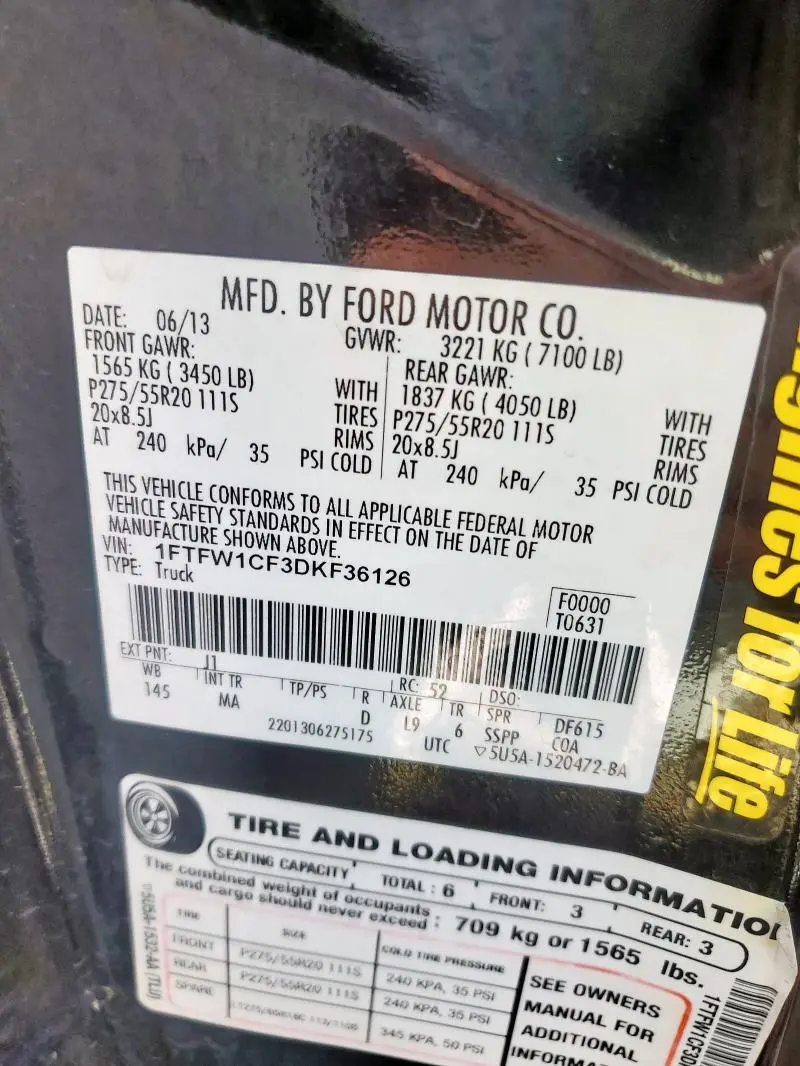 MFD. BY FORD MOTOR CO.
DATE: 06/13 GVWR: 3221 KG ( 7100 LB)
FRONT GAWR: REAR GAWR:
1565 KG ( 3450 LB) WITH 1837 KG ( 4050 LB) WITH
P275/55R20 111S TIRES P275/55R20 111S TIRES
20x8.5J RIMS 20x8.5J RIMS
AT 240 kPa/ 35 PSI COLD AT 240 kPa/ 35 PSI COLD
THIS VEHICLE CONFORMS TO ALL APPLICABLE FEDERAL MOTOR
VEHICLE SAFETY STANDARDS IN EFFECT ON THE DATE OF
MANUFACTURE SHOWN ABOVE.
VIN: 1FTFW1CF3DKF36126
TYPE: Truck
F0000
T0631
EXT PNT: J1 RC: 52 DSO:
WB INT TR TP/PS R AXLE TR SPR DF615
145 MA D L9 6 SSPP COA
2201306275175 UTC ▽5U5A-1520472-BA
for Life
TIRE AND LOADING INFORMATION
SEATING CAPACITY TOTAL : 6 FRONT: 3 REAR: 3
The combined weight of occupants
and cargo should never exceed : 709 kg or 1565 lbs.
TIRE SIZE COLD TIRE PRESSURE
FRONT P275/55R20 111S 240 KPA, 35 PSI
REAR P275/55R20 111S 240 KPA, 35 PSI
SPARE 345 KPA, 50 PSI
SEE OWNERS
MANUAL FOR
ADDITIONAL
1FTFW1CF3D